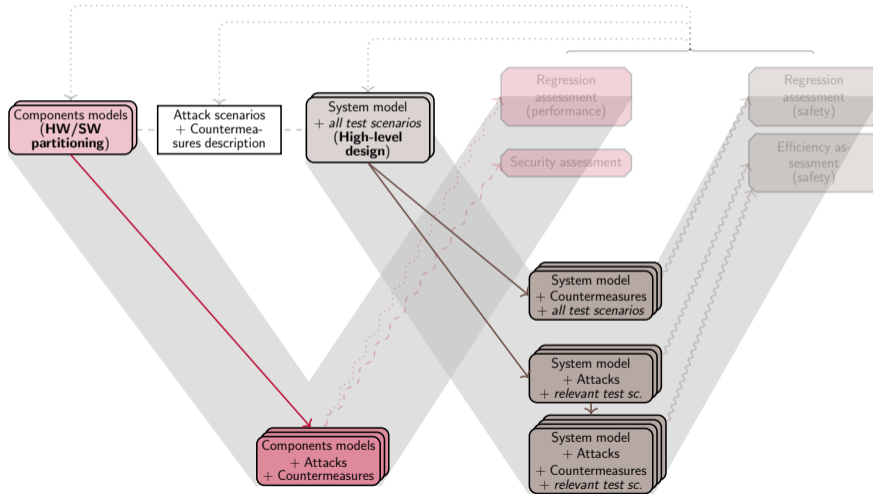 Components models
(HW/SW
partitioning)
Attack scenarios
+ Countermea-
sures description
System model
+ all test scenarios
(High-level
design)
Regression
assessment
(performance)
Security assessment
Regression
assessment
(safety)
Efficiency as-
sessment
(safety)
System model
+ Countermeasures
+ all test scenarios
System model
+ Attacks
+ relevant test sc.
Components models
+ Attacks
+ Countermeasures
System model
+ Attacks
+ Countermeasures
+ relevant test sc.